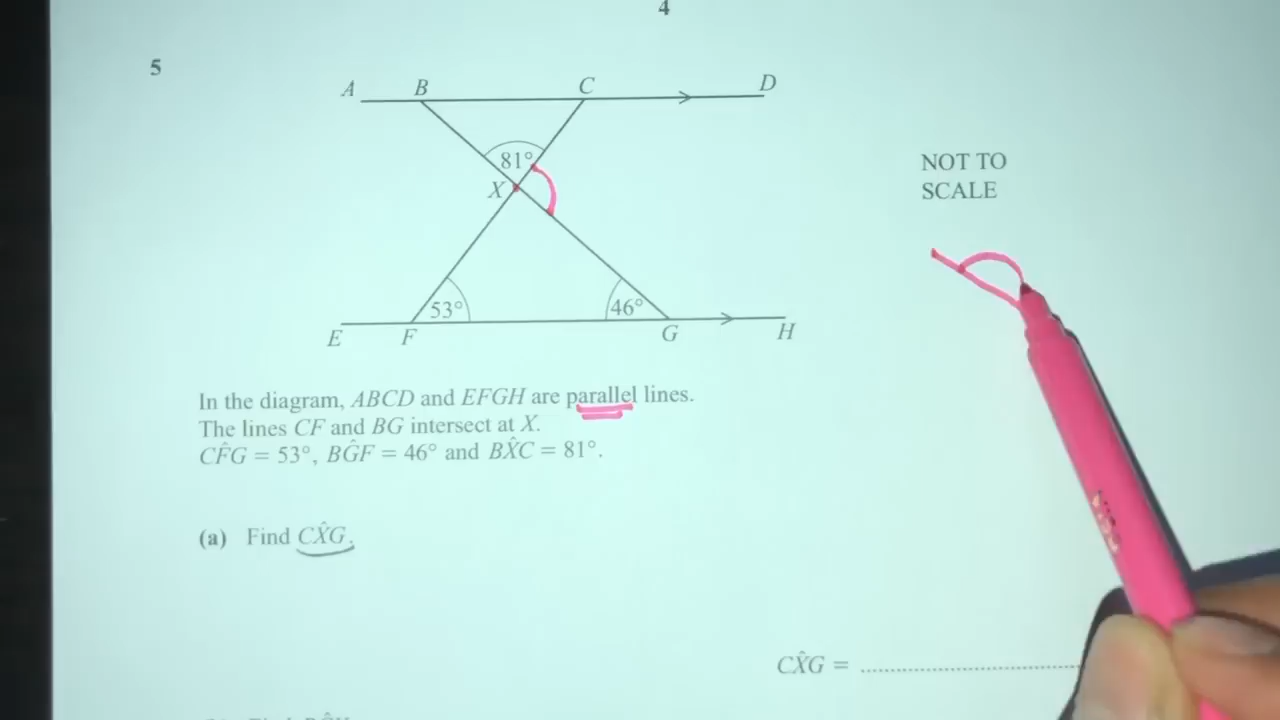 4
5
A B C D
81°
X
NOT TO
SCALE
53° 46°
E F G H
In the diagram, ABCD and EFGH are parallel lines.
The lines CF and BG intersect at X.
CF̂G = 53°, BĜF = 46° and BX̂C = 81°.
(a) Find CX̂G.
CX̂G = ....................................